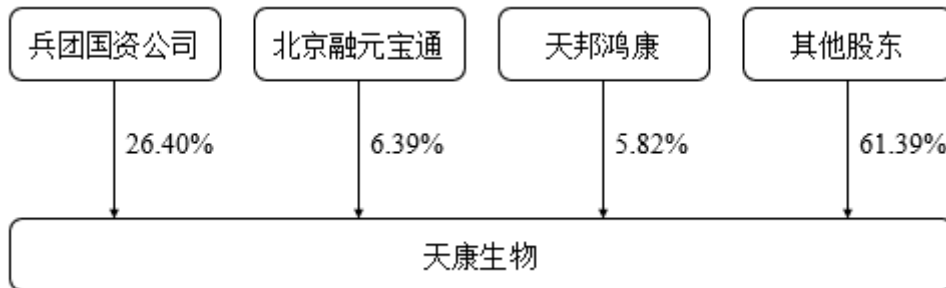 兵团国资公司
北京融元宝通
天邦鸿康
其他股东
26.40%
6.39%
5.82%
61.39%
天康生物